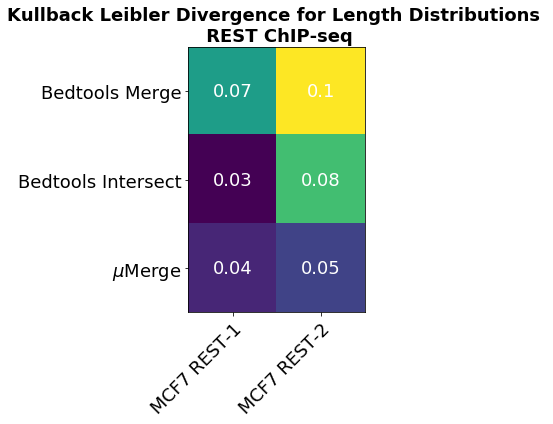 Kullback Leibler Divergence for Length Distributions
REST ChIP-seq
Bedtools Merge
0.07
0.1
Bedtools Intersect
0.03
0.08
μMerge
0.04
0.05
MCF7 REST-1
MCF7 REST-2